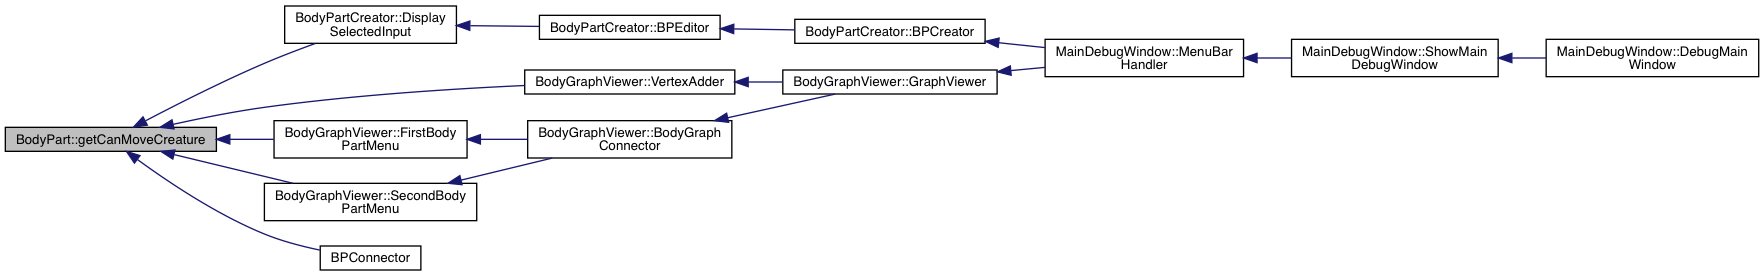 BodyPart::getCanMoveCreature
BodyPartCreator::Display
SelectedInput
BodyPartCreator::BPEditor
BodyPartCreator::BPCreator
MainDebugWindow::MenuBar
Handler
MainDebugWindow::ShowMain
DebugWindow
MainDebugWindow::DebugMain
Window
BodyGraphViewer::VertexAdder
BodyGraphViewer::GraphViewer
BodyGraphViewer::FirstBody
PartMenu
BodyGraphViewer::BodyGraph
Connector
BodyGraphViewer::SecondBody
PartMenu
BPConnector